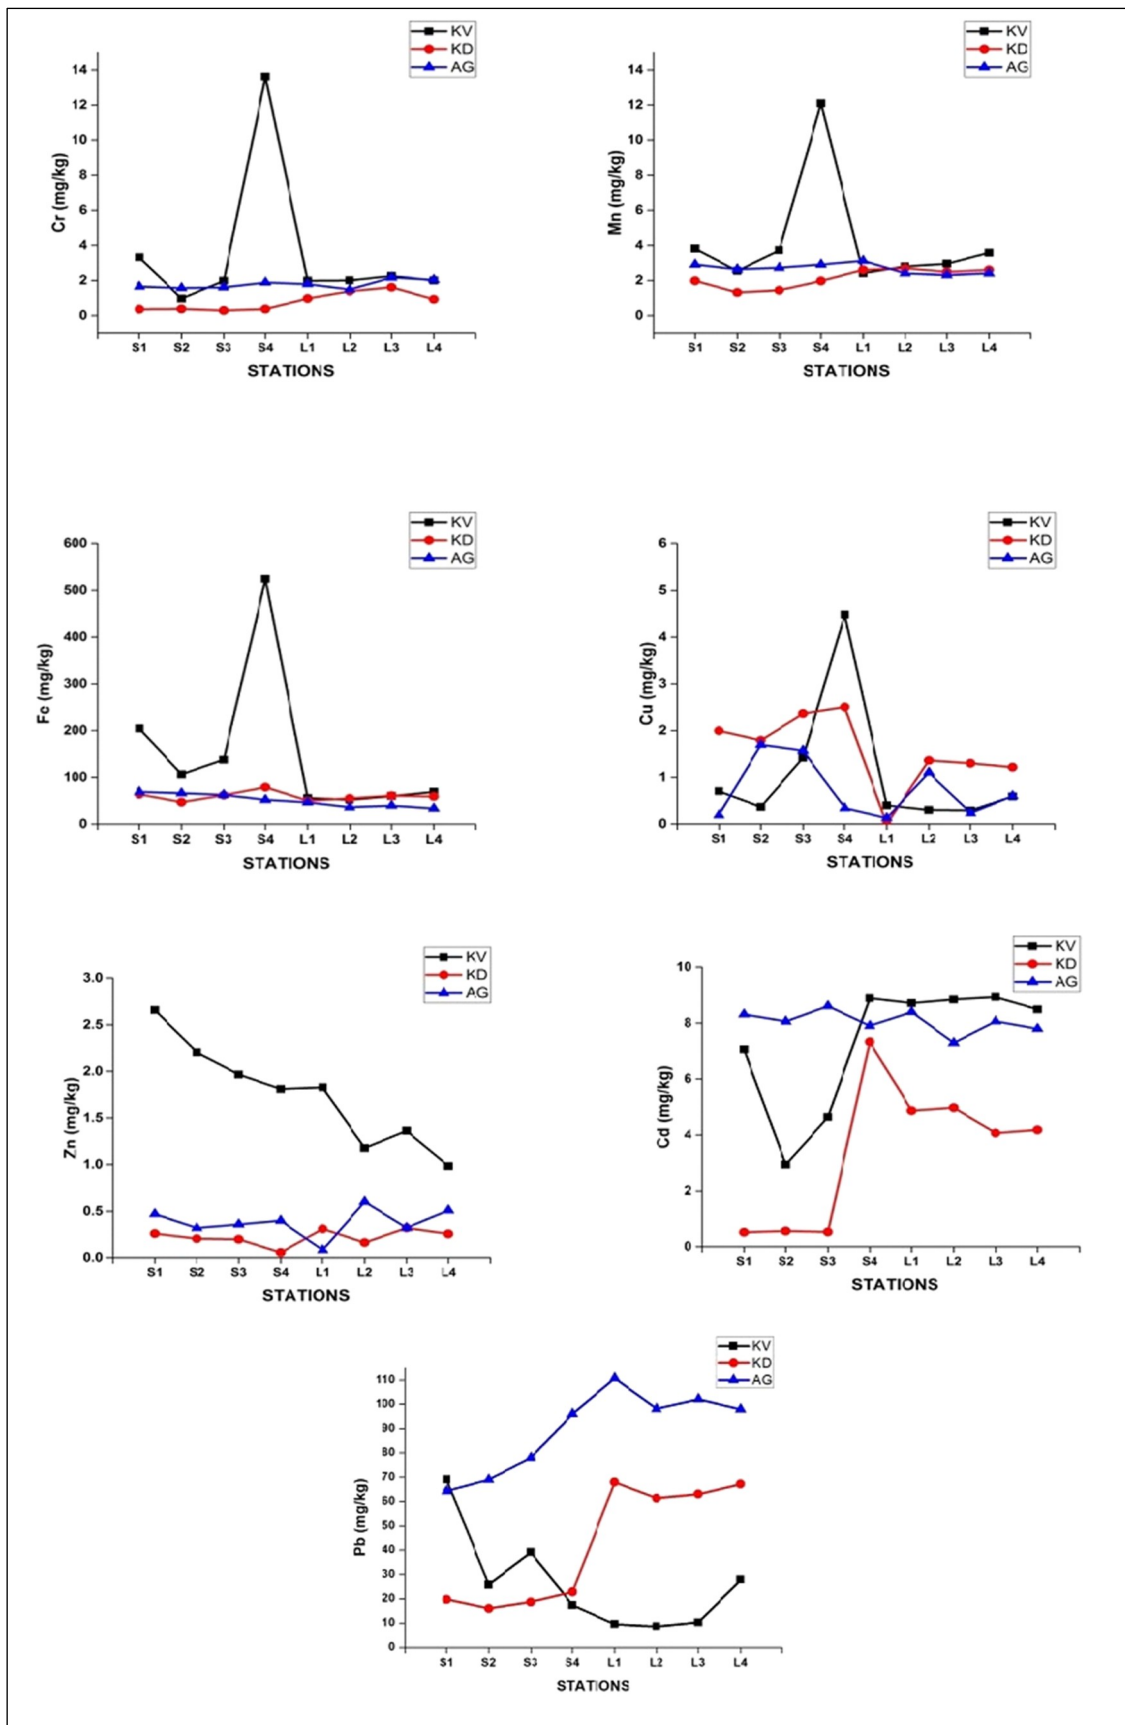 KV
KD
AG
14
12
10
8
6
4
2
0
Cr (mg/kg)
S1 S2 S3 S4 L1 L2 L3 L4
STATIONS
KV
KD
AG
14
12
10
8
6
4
2
0
Mn (mg/kg)
S1 S2 S3 S4 L1 L2 L3 L4
STATIONS
KV
KD
AG
600
500
400
300
200
100
0
Fe (mg/kg)
S1 S2 S3 S4 L1 L2 L3 L4
STATIONS
KV
KD
AG
6
5
4
3
2
1
0
Cu (mg/kg)
S1 S2 S3 S4 L1 L2 L3 L4
STATIONS
KV
KD
AG
3.0
2.5
2.0
1.5
1.0
0.5
0.0
Zn (mg/kg)
S1 S2 S3 S4 L1 L2 L3 L4
STATIONS
KV
KD
AG
10
8
6
4
2
0
Cd (mg/kg)
S1 S2 S3 S4 L1 L2 L3 L4
STATIONS
KV
KD
AG
110
100
90
80
70
60
50
40
30
20
10
0
Pb (mg/kg)
S1 S2 S3 S4 L1 L2 L3 L4
STATIONS